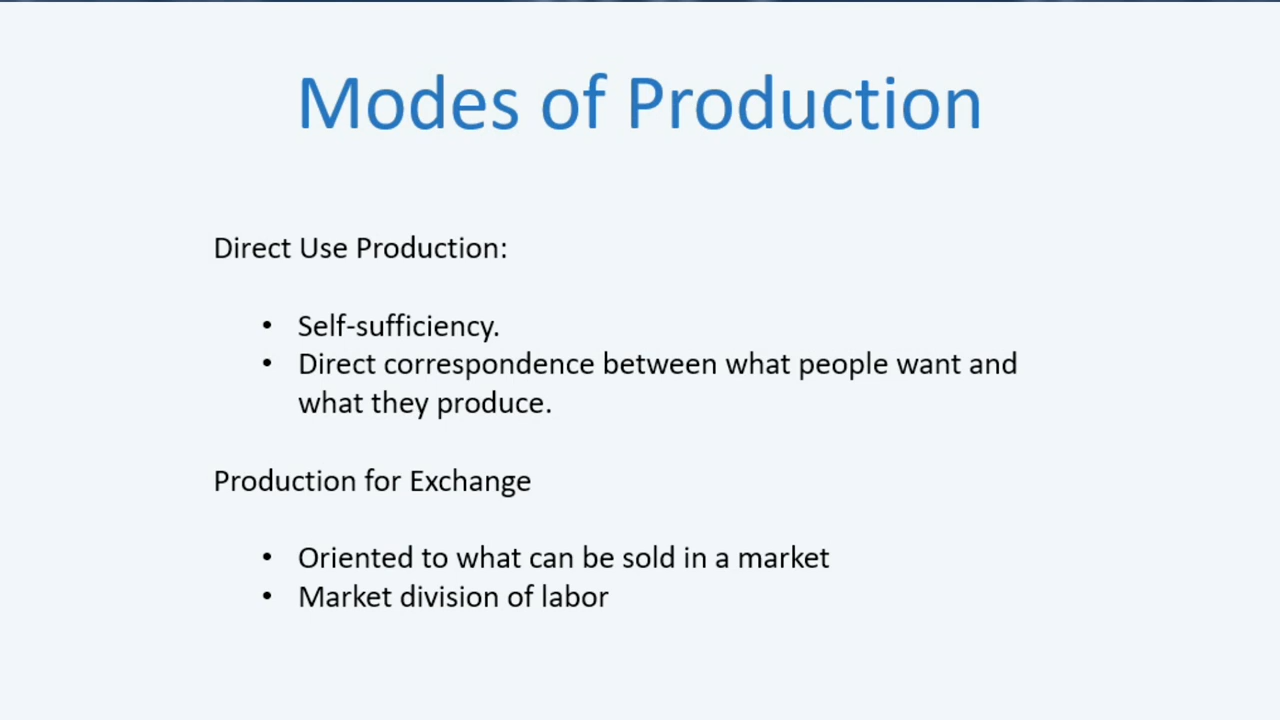 Modes of Production
Direct Use Production:
• Self-sufficiency.
• Direct correspondence between what people want and
what they produce.
Production for Exchange
• Oriented to what can be sold in a market
• Market division of labor